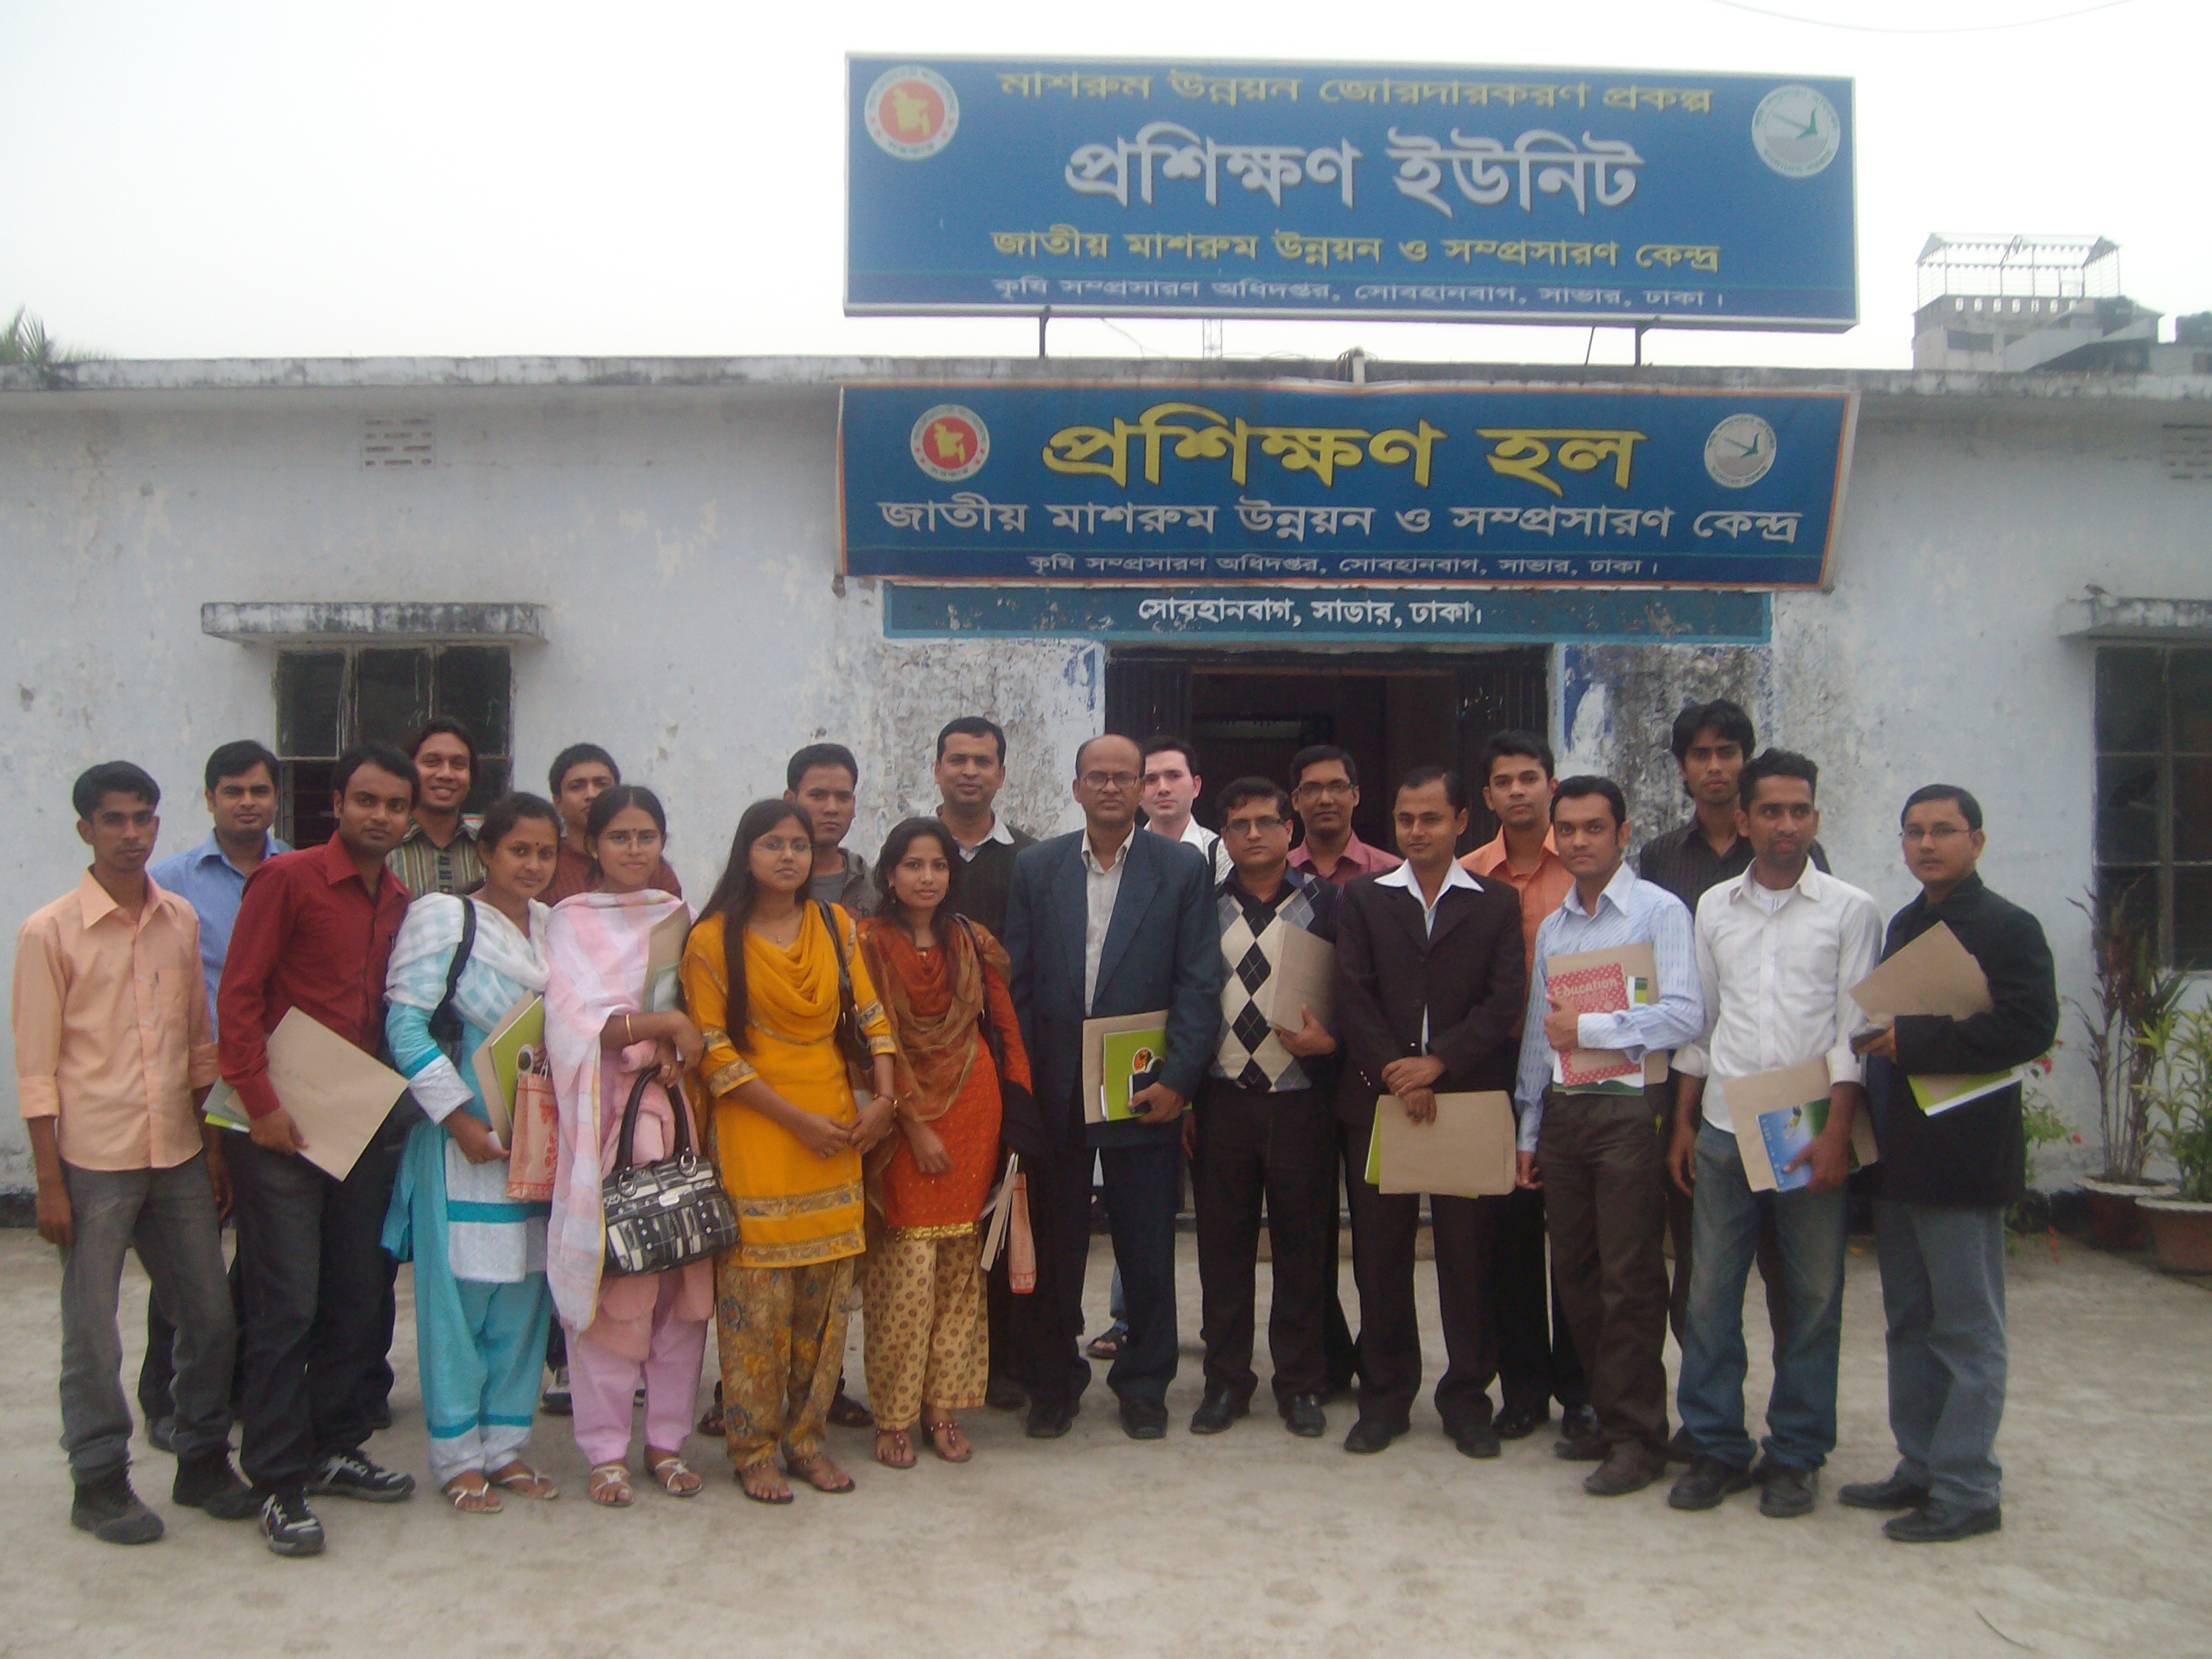 মাশরুম উন্নয়ন জোরদারকরণ প্রকল্প
প্রশিক্ষণ ইউনিট
জাতীয় মাশরুম উন্নয়ন ও সম্প্রসারণ কেন্দ্র
কৃষি সম্প্রসারণ অধিদপ্তর, সোবহানবাগ, সাভার, ঢাকা।
প্রশিক্ষণ হল
জাতীয় মাশরুম উন্নয়ন ও সম্প্রসারণ কেন্দ্র
কৃষি সম্প্রসারণ অধিদপ্তর, সোবহানবাগ, সাভার, ঢাকা।
সোবহানবাগ, সাভার, ঢাকা।
Education